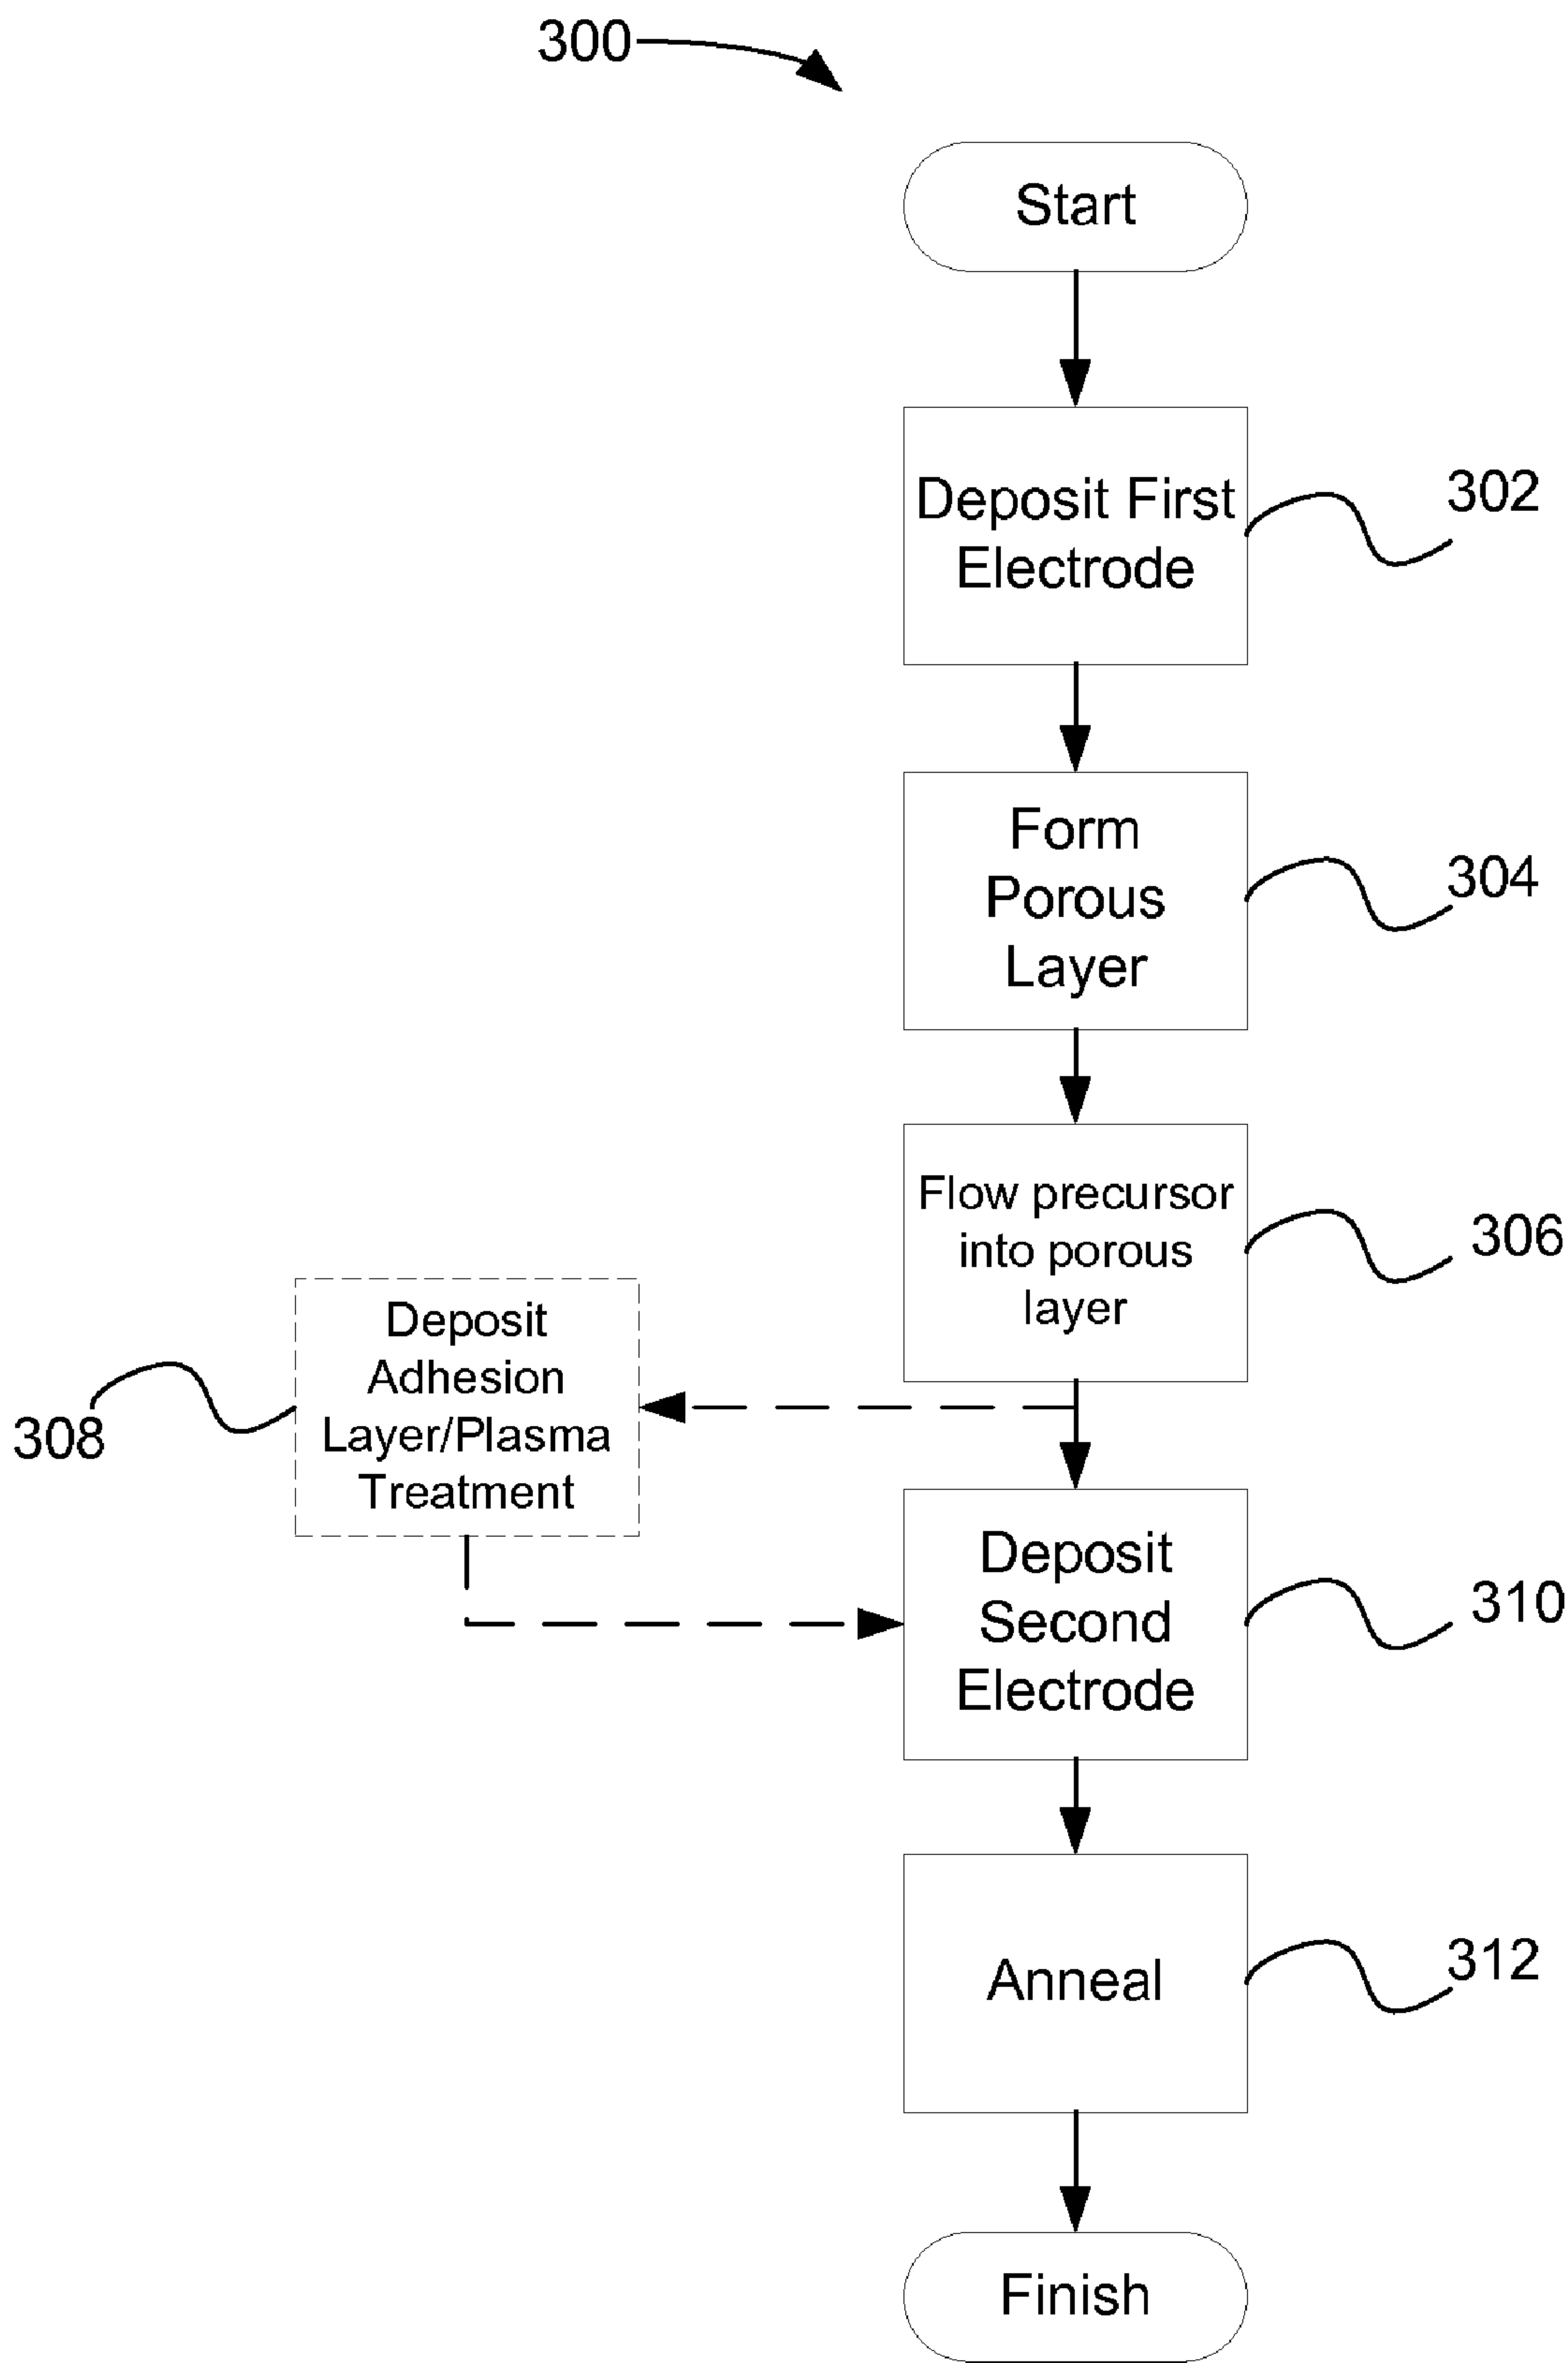 300
Start
Deposit First
Electrode
302
Form
Porous
Layer
304
Flow precursor
into porous
layer
306
Deposit
Adhesion
Layer/Plasma
Treatment
308
Deposit
Second
Electrode
310
Anneal
312
Finish